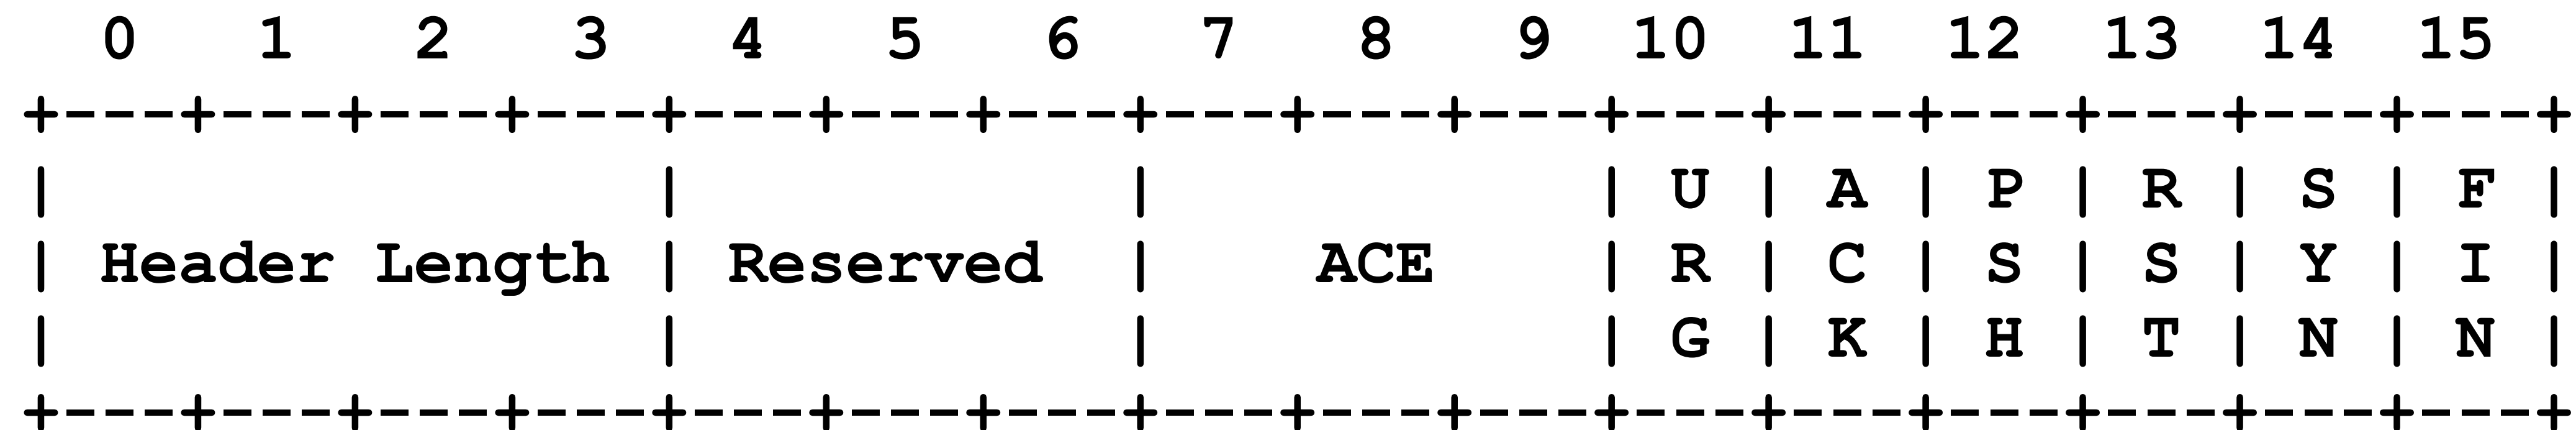 0 1 2 3 4 5 6 7 8 9 10 11 12 13 14 15
+---+---+---+---+---+---+---+---+---+---+---+---+---+---+---+---+
|               |           |           | U | A | P | R | S | F |
| Header Length | Reserved  |    ACE    | R | C | S | S | Y | I |
|               |           |           | G | K | H | T | N | N |
+---+---+---+---+---+---+---+---+---+---+---+---+---+---+---+---+